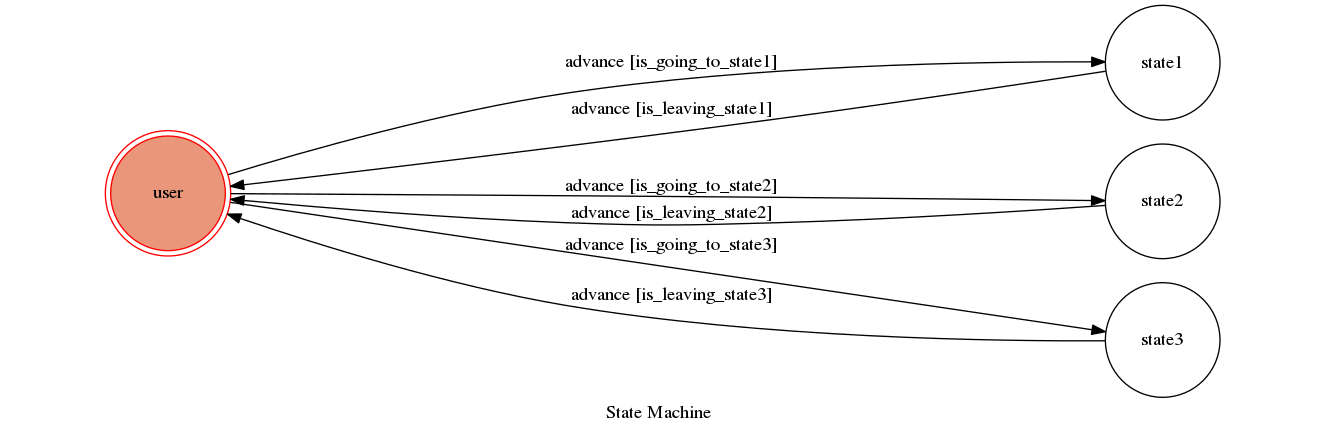 advance [is_going_to_state1]
state1
advance [is_leaving_state1]
user
advance [is_going_to_state2]
state2
advance [is_leaving_state2]
advance [is_going_to_state3]
advance [is_leaving_state3]
state3
State Machine